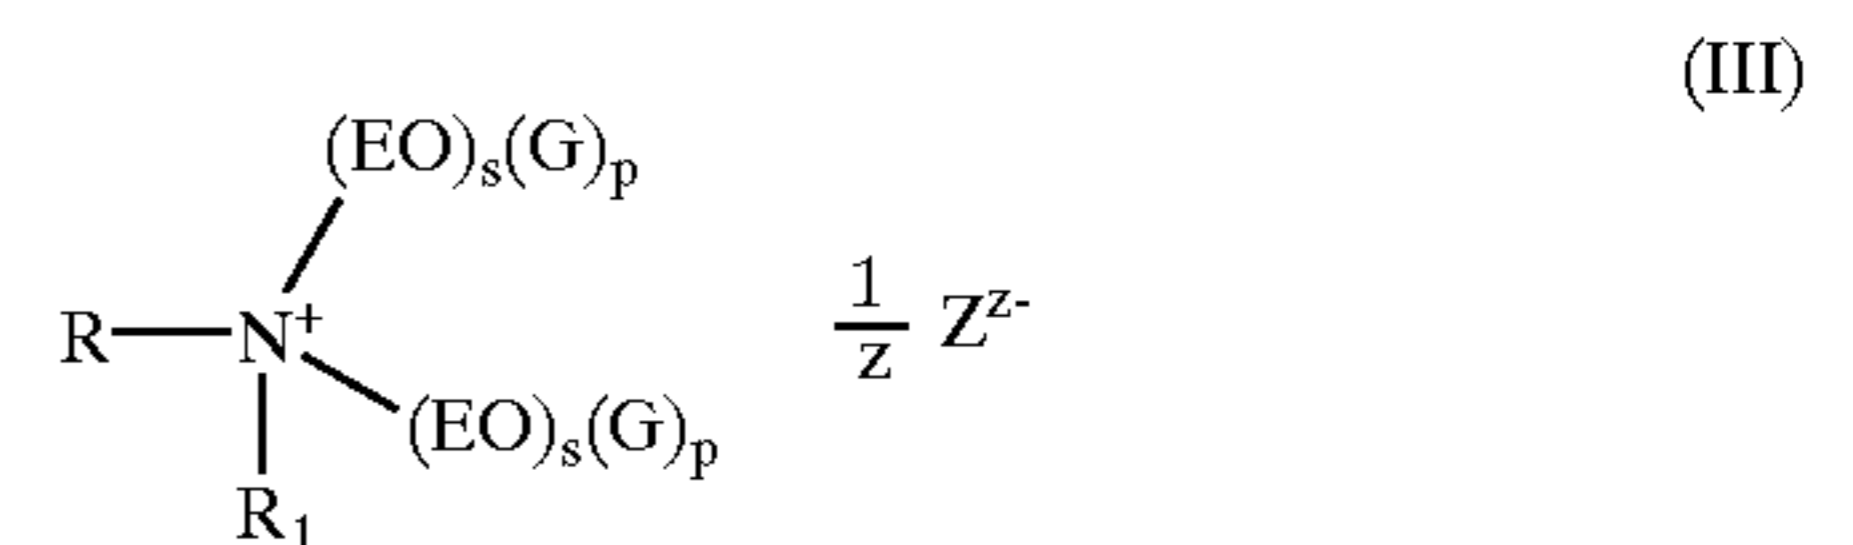 (III)
(EO)s(G)p
R—N+
1/z Zz-
(EO)s(G)p
R1